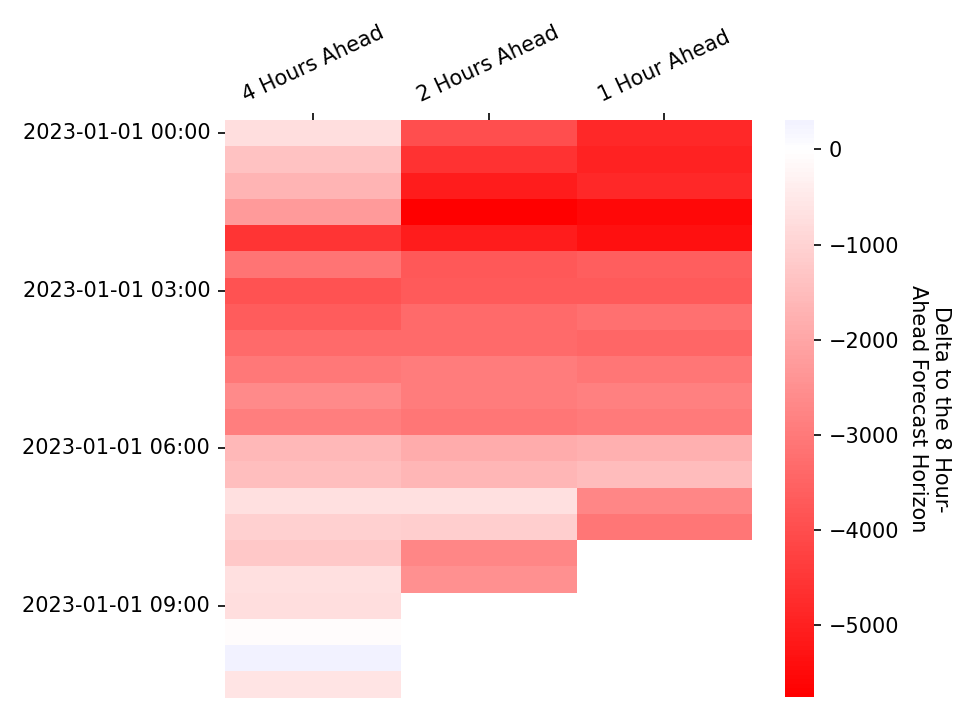 4 Hours Ahead
2 Hours Ahead
1 Hour Ahead
2023-01-01 00:00
2023-01-01 03:00
2023-01-01 06:00
2023-01-01 09:00
0
−1000
−2000
−3000
−4000
−5000
Delta to the 8 Hour-
Ahead Forecast Horizon